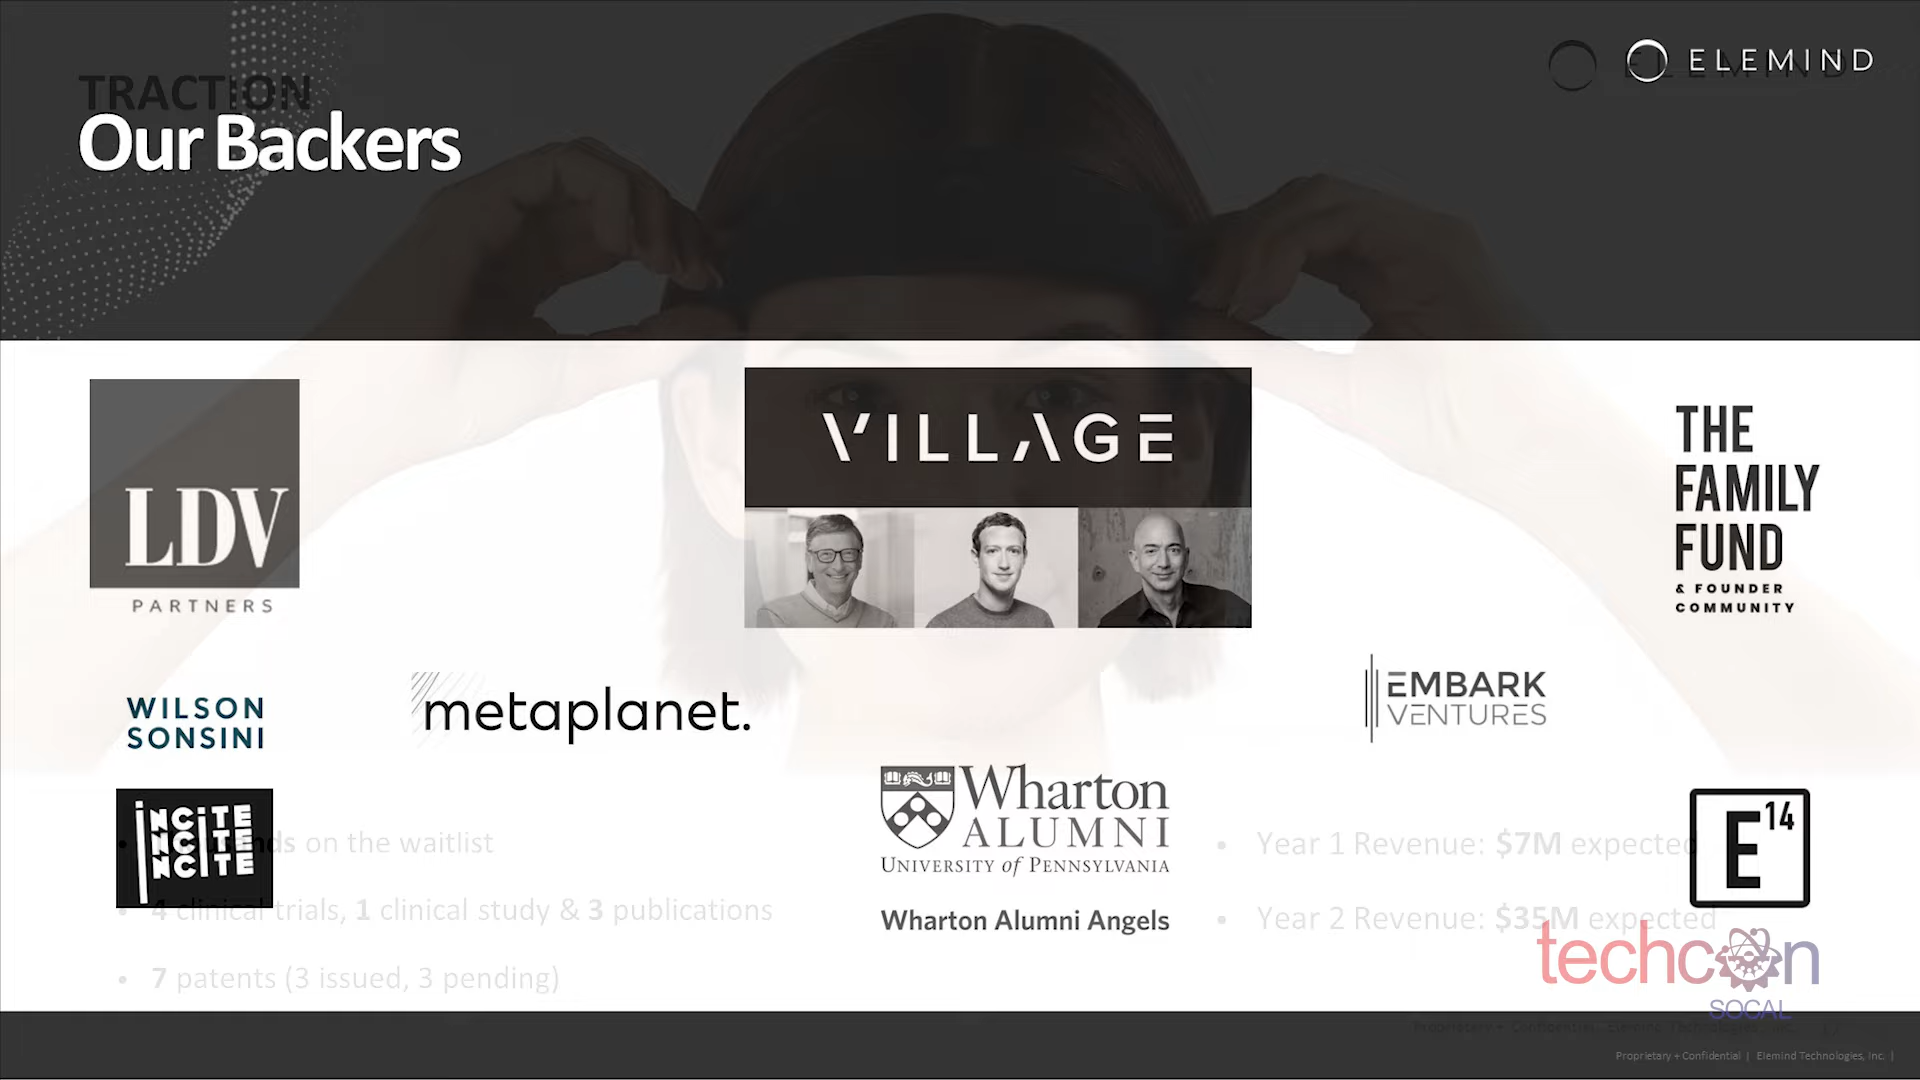 TRACTION
Our Backers
ELEMIND
LDV
PARTNERS
VILLAGE
THE
FAMILY
FUND
& FOUNDER
COMMUNITY
WILSON
SONSINI
metaplanet.
EMBARK
VENTURES
INCITE
NCITE
NCITE
Wharton
ALUMNI
UNIVERSITY of PENNSYLVANIA
Wharton Alumni Angels
E14
on the waitlist
4 clinical trials, 1 clinical study & 3 publications
7 patents (3 issued, 3 pending)
Year 1 Revenue: $7M expected
Year 2 Revenue: $35M expected
techcon
SOCAL
Proprietary + Confidential | Elemind Technologies, Inc. |